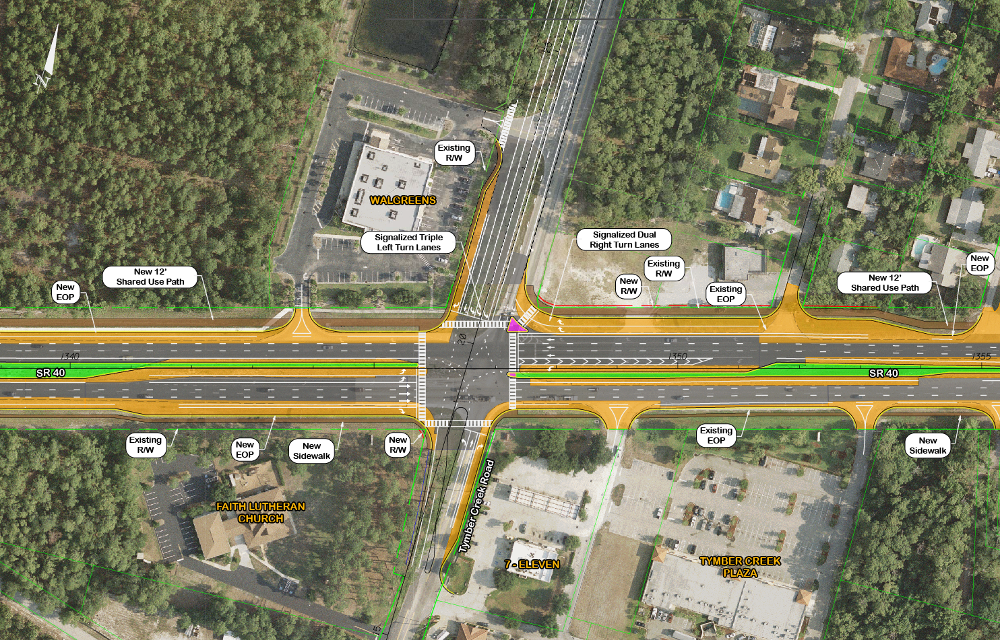 N
25
Existing
R/W
WALGREENS
Signalized Triple
Left Turn Lanes
Signalized Dual
Right Turn Lanes
New
EOP
New 12'
Shared Use Path
Existing
R/W
New
R/W
Existing
EOP
New 12'
Shared Use Path
New
EOP
20
1340
1350
1355
SR 40
SR 40
Existing
R/W
New
EOP
New
Sidewalk
New
R/W
Existing
EOP
New
Sidewalk
Tymber Creek Road
FAITH LUTHERAN
CHURCH
7 - ELEVEN
TYMBER CREEK
PLAZA
15